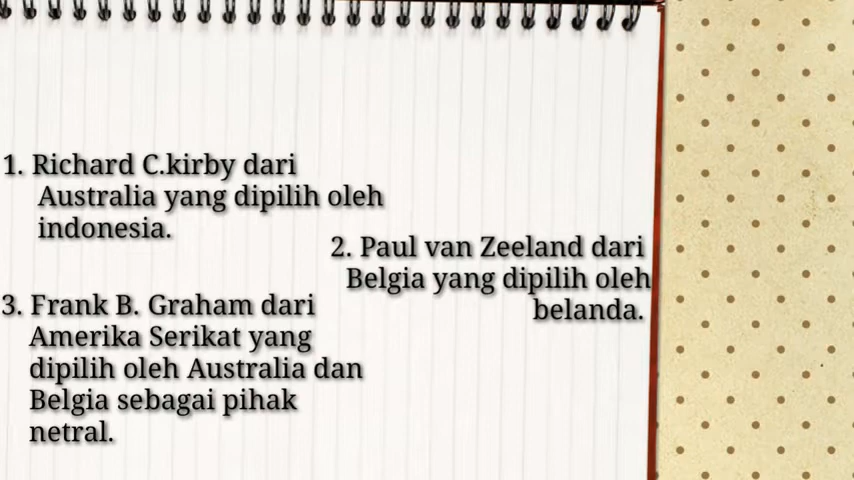 1. Richard C.kirby dari
Australia yang dipilih oleh
indonesia.
2. Paul van Zeeland dari
Belgia yang dipilih oleh
belanda.
3. Frank B. Graham dari
Amerika Serikat yang
dipilih oleh Australia dan
Belgia sebagai pihak
netral.